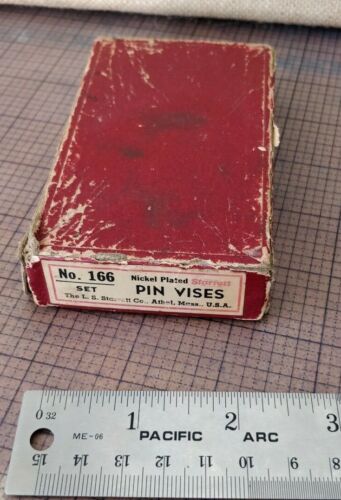 No. 166 Nickel Plated Starrett
SET PIN VISES
The L. S. Starrett Co., Athol, Mass., U.S.A.
0 32 1 2 3
ME-06 PACIFIC ARC
15 14 13 12 11 10 9 8